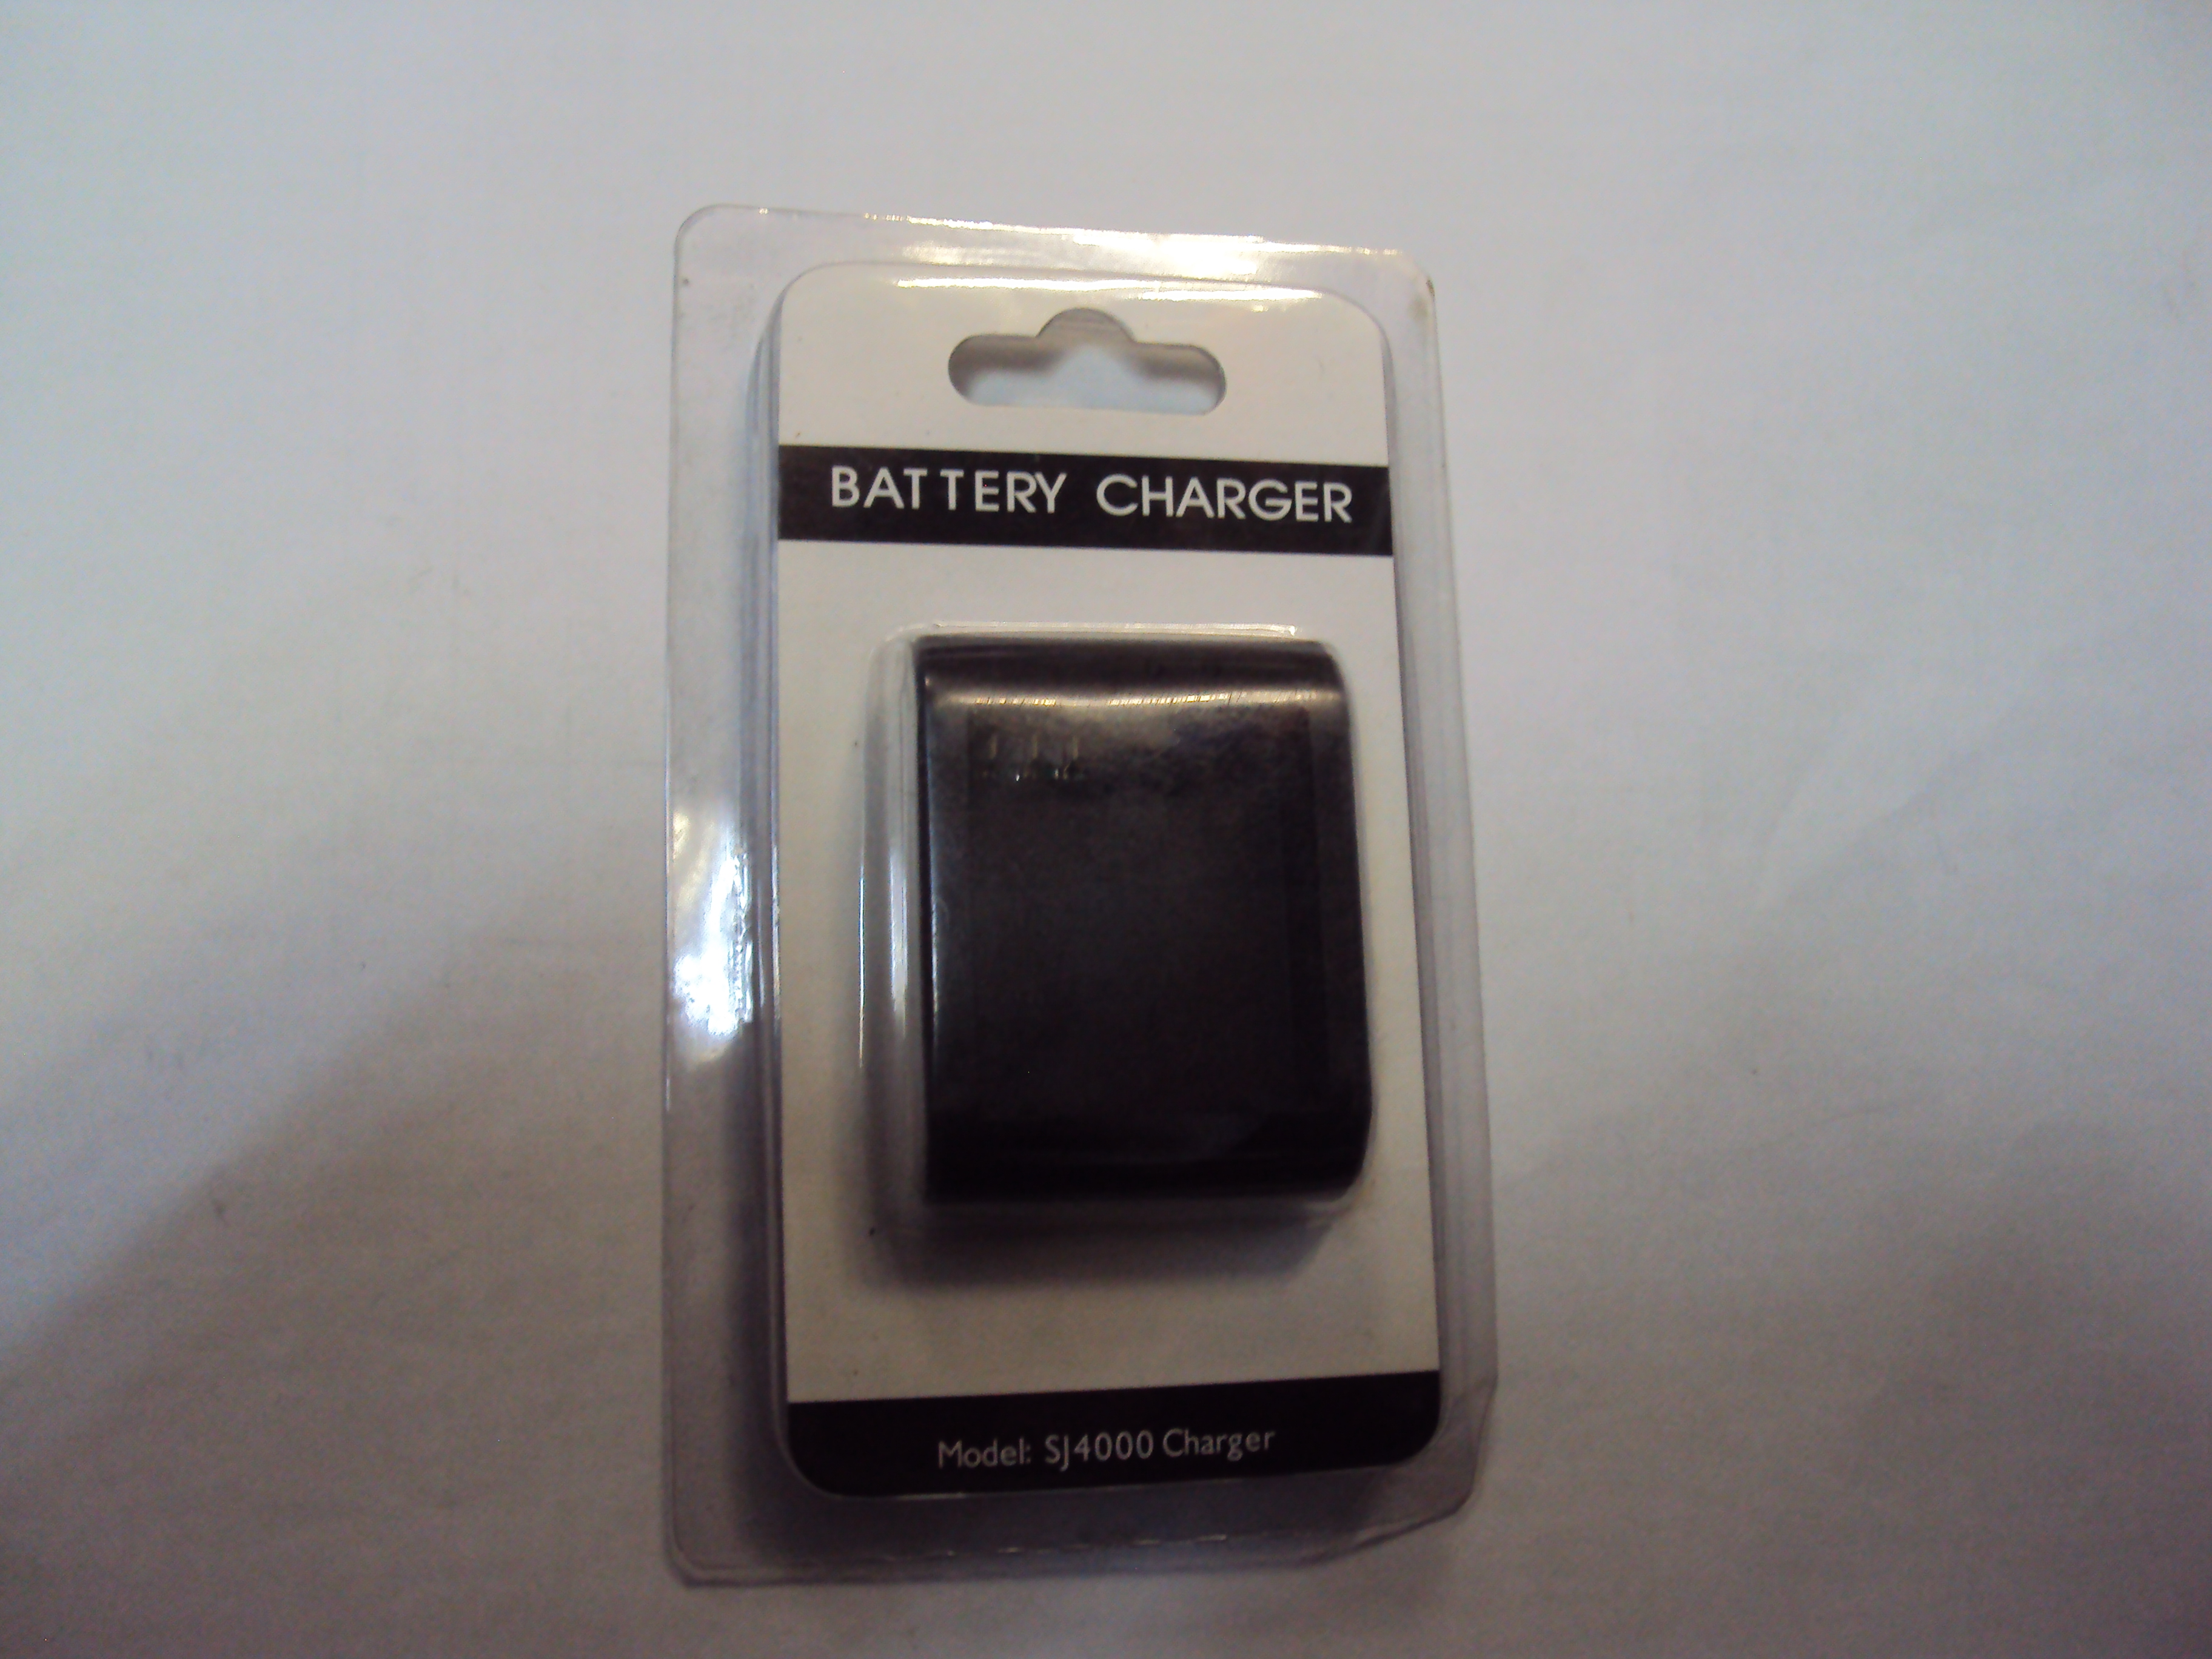 BATTERY CHARGER
Model: SJ4000 Charger